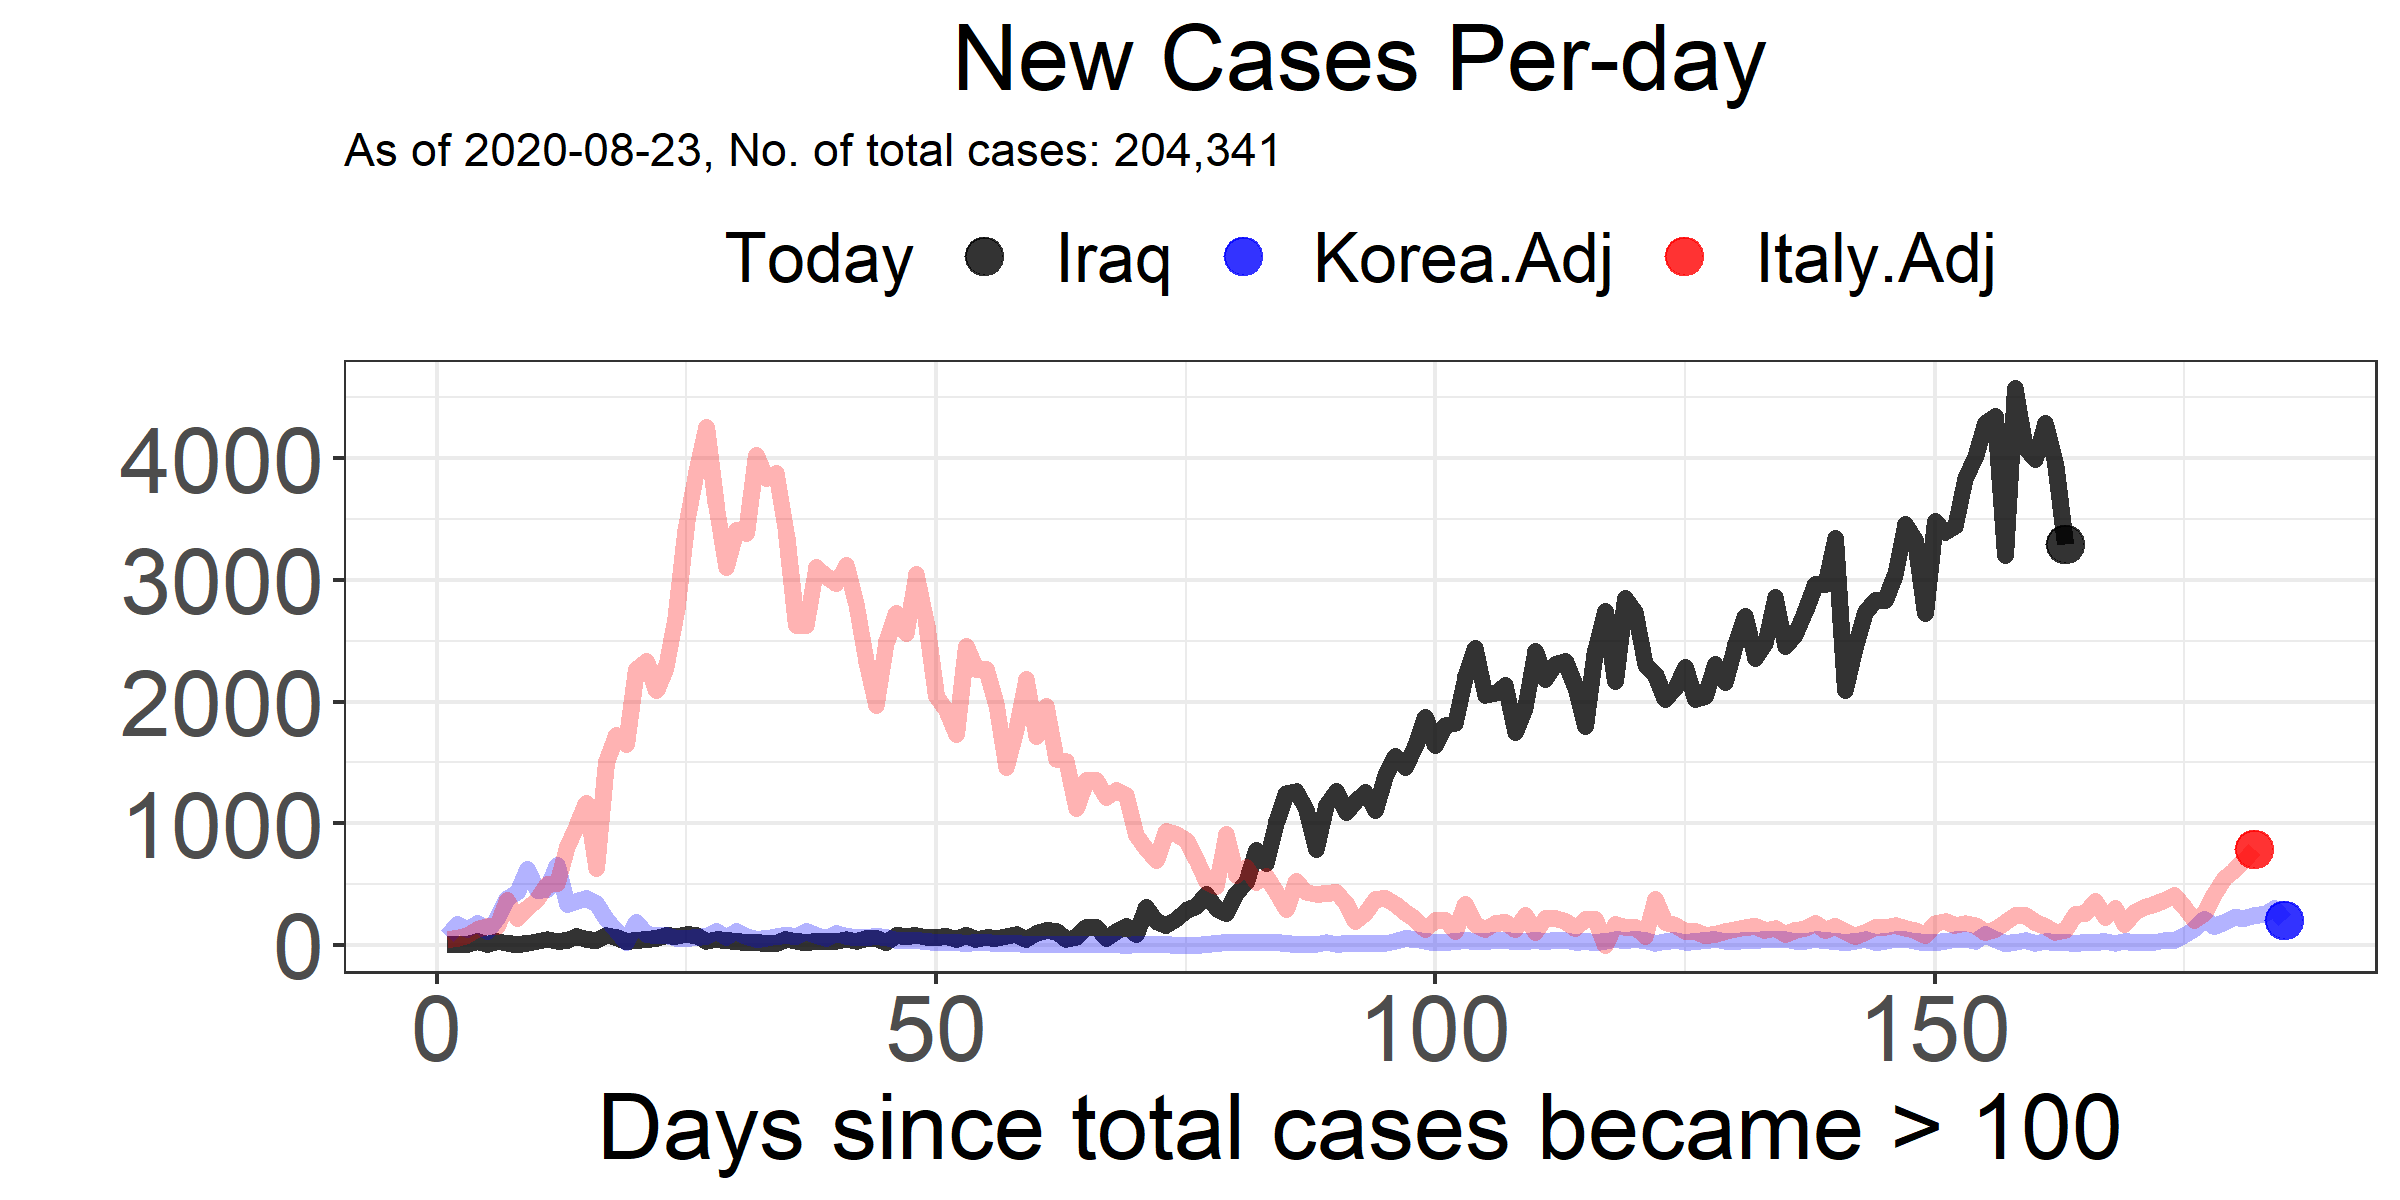 New Cases Per-day
As of 2020-08-23, No. of total cases: 204,341
Today Iraq Korea.Adj Italy.Adj
4000
3000
2000
1000
0
0 50 100 150
Days since total cases became > 100